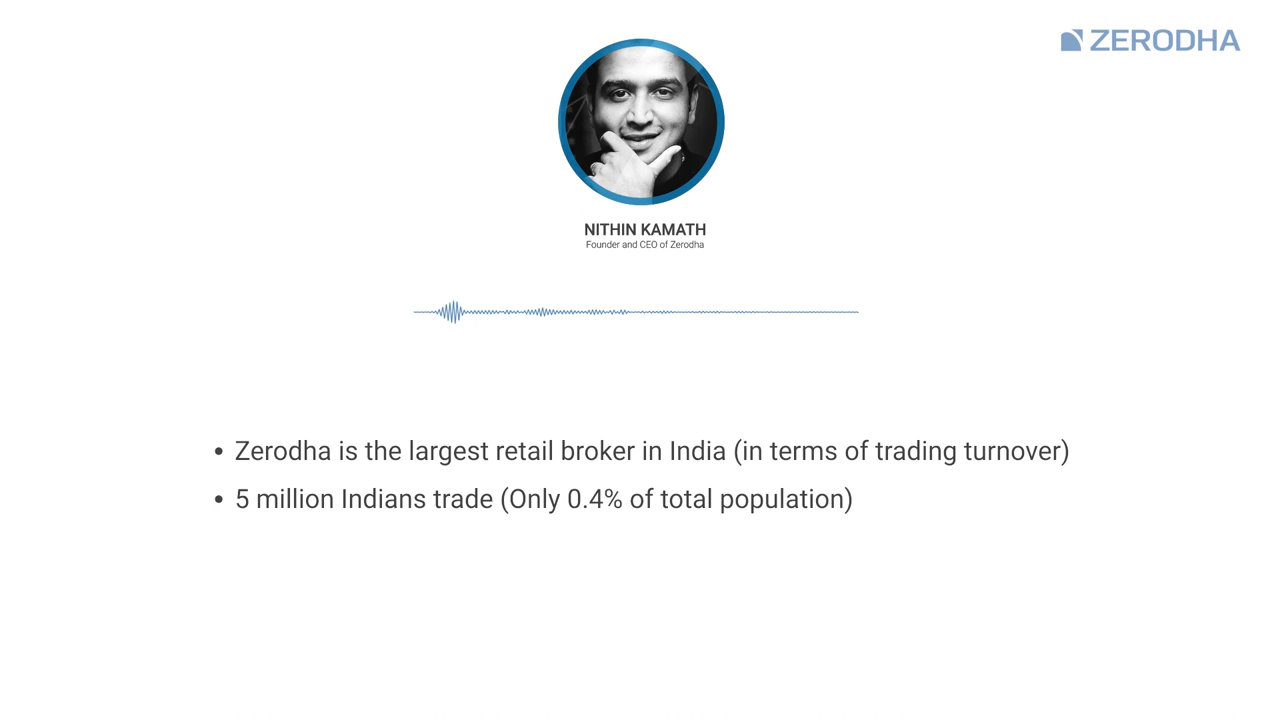 ZERODHA
NITHIN KAMATH
Founder and CEO of Zerodha
• Zerodha is the largest retail broker in India (in terms of trading turnover)
• 5 million Indians trade (Only 0.4% of total population)